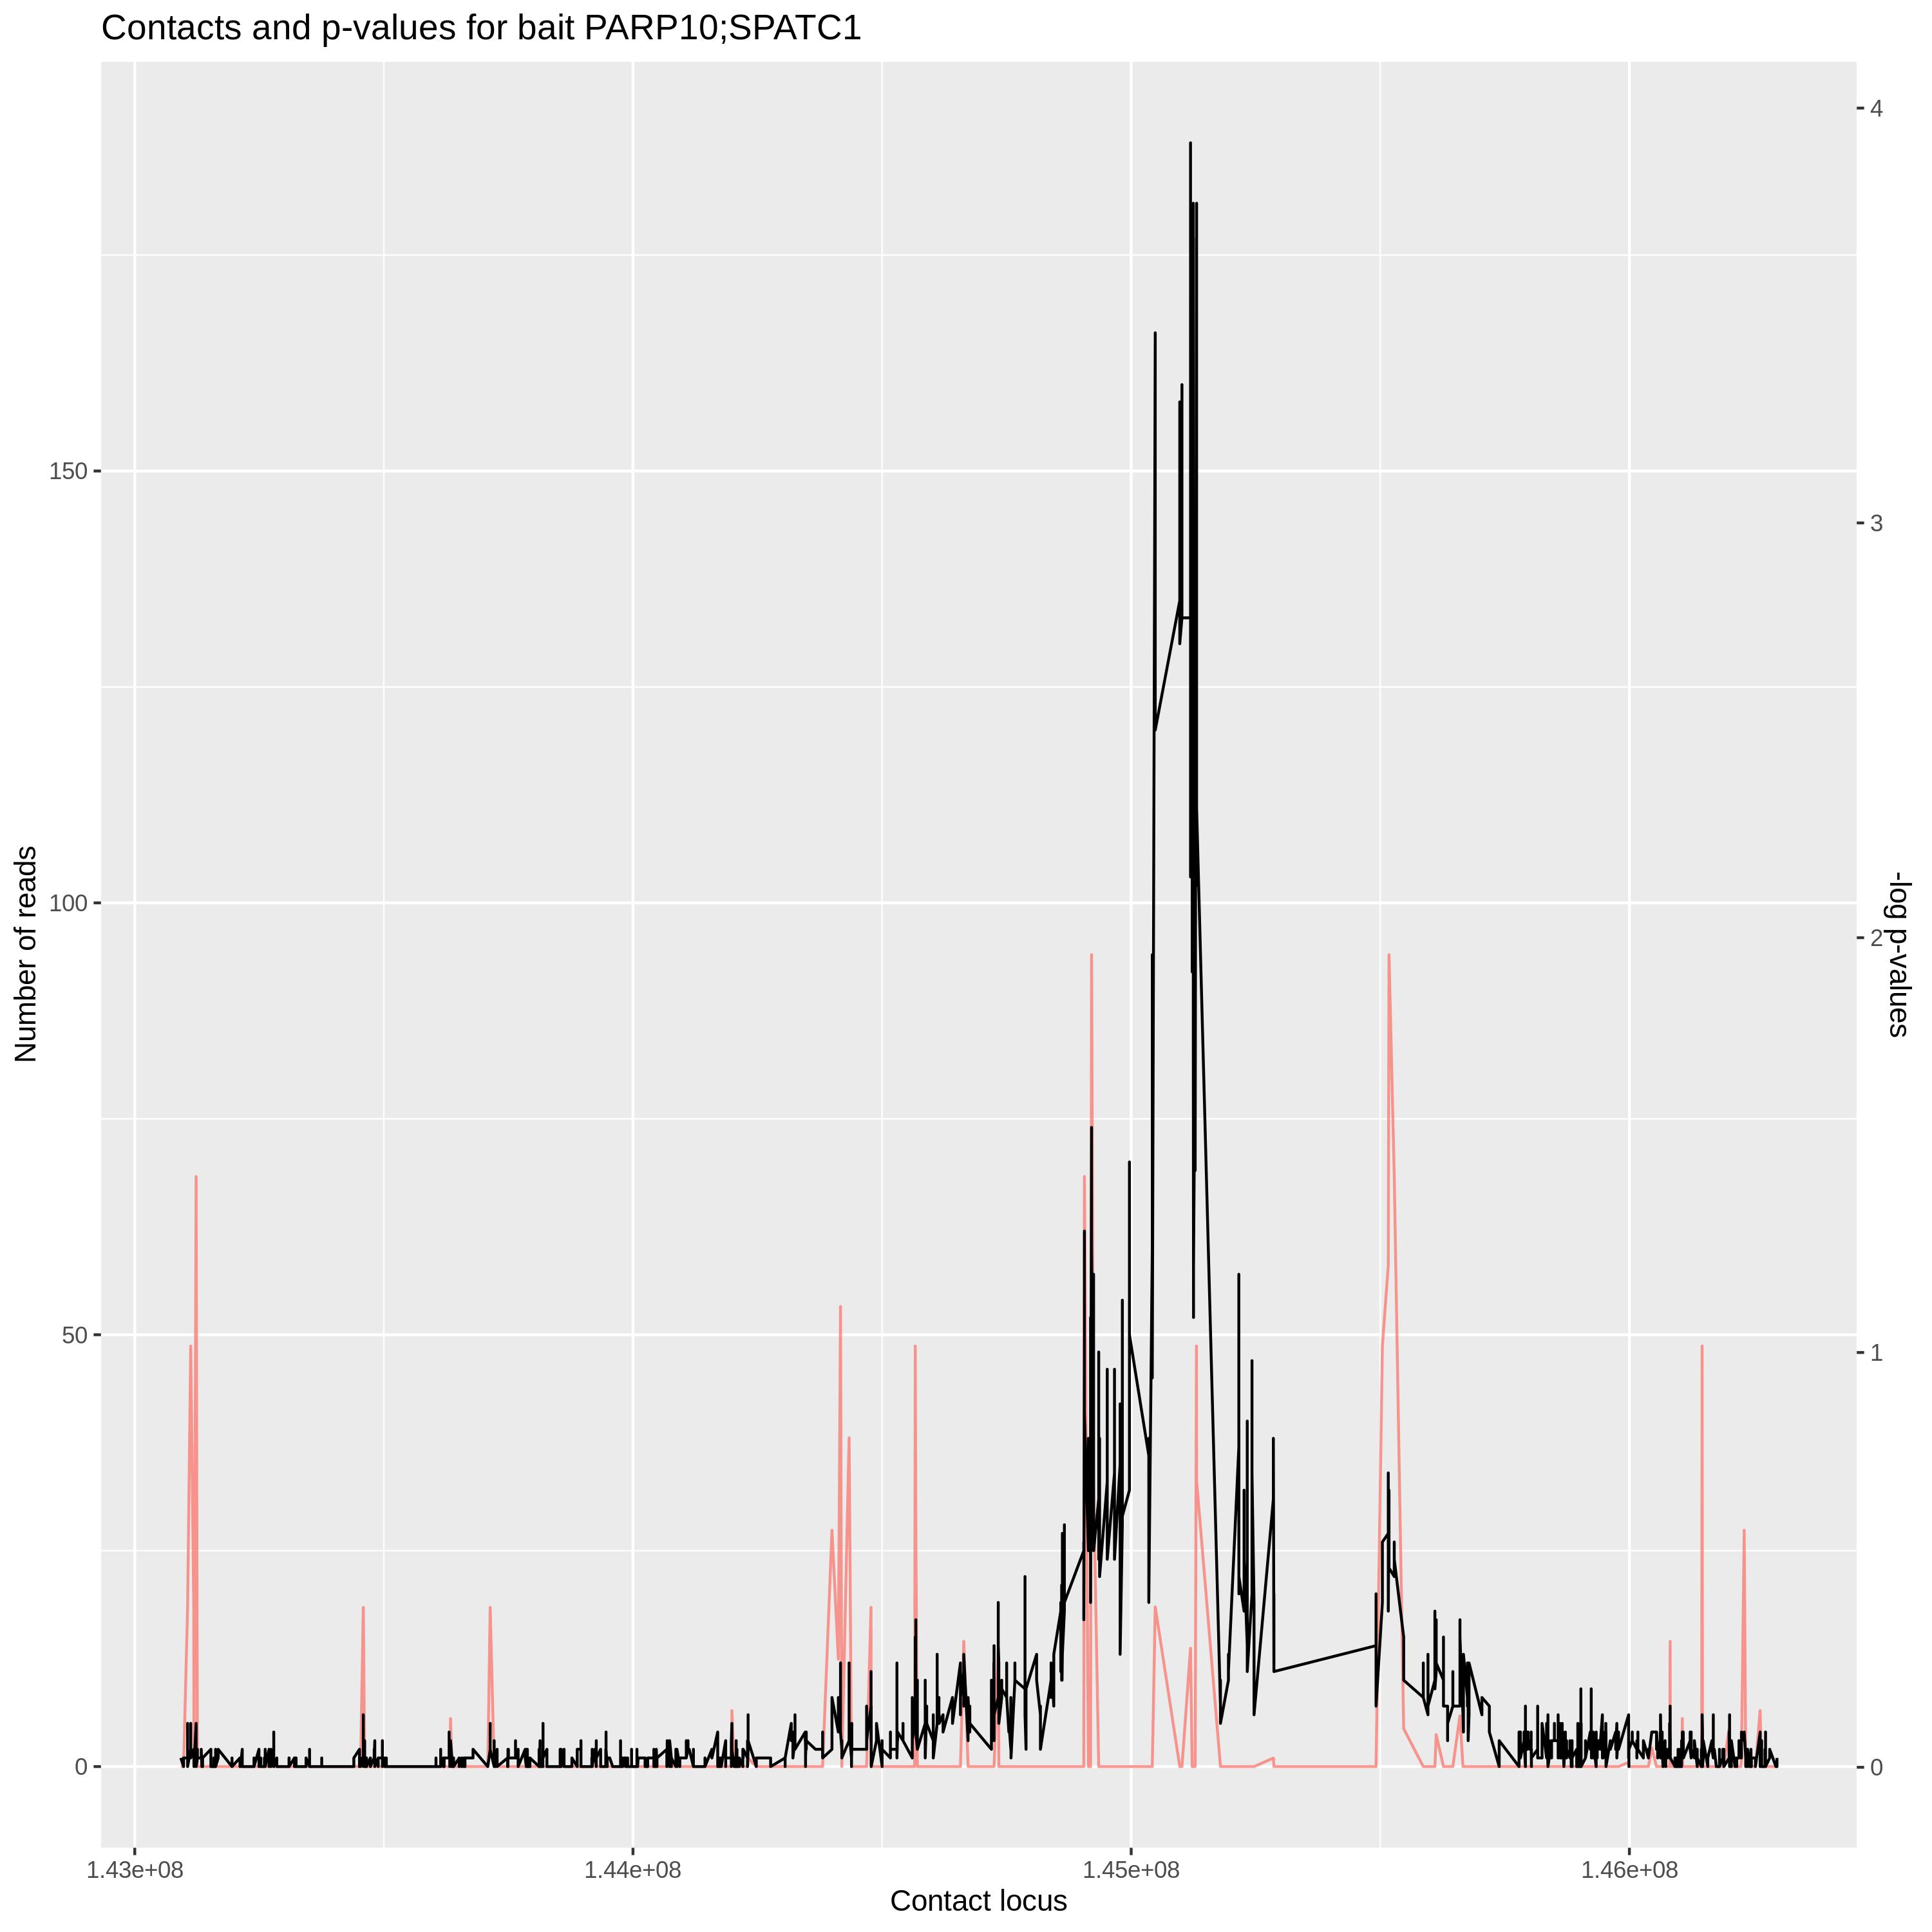 Contacts and p-values for bait PARP10;SPATC1
Number of reads
150
100
50
0
4
3
2
1
0
-log p-values
1.43e+08
1.44e+08
1.45e+08
1.46e+08
Contact locus